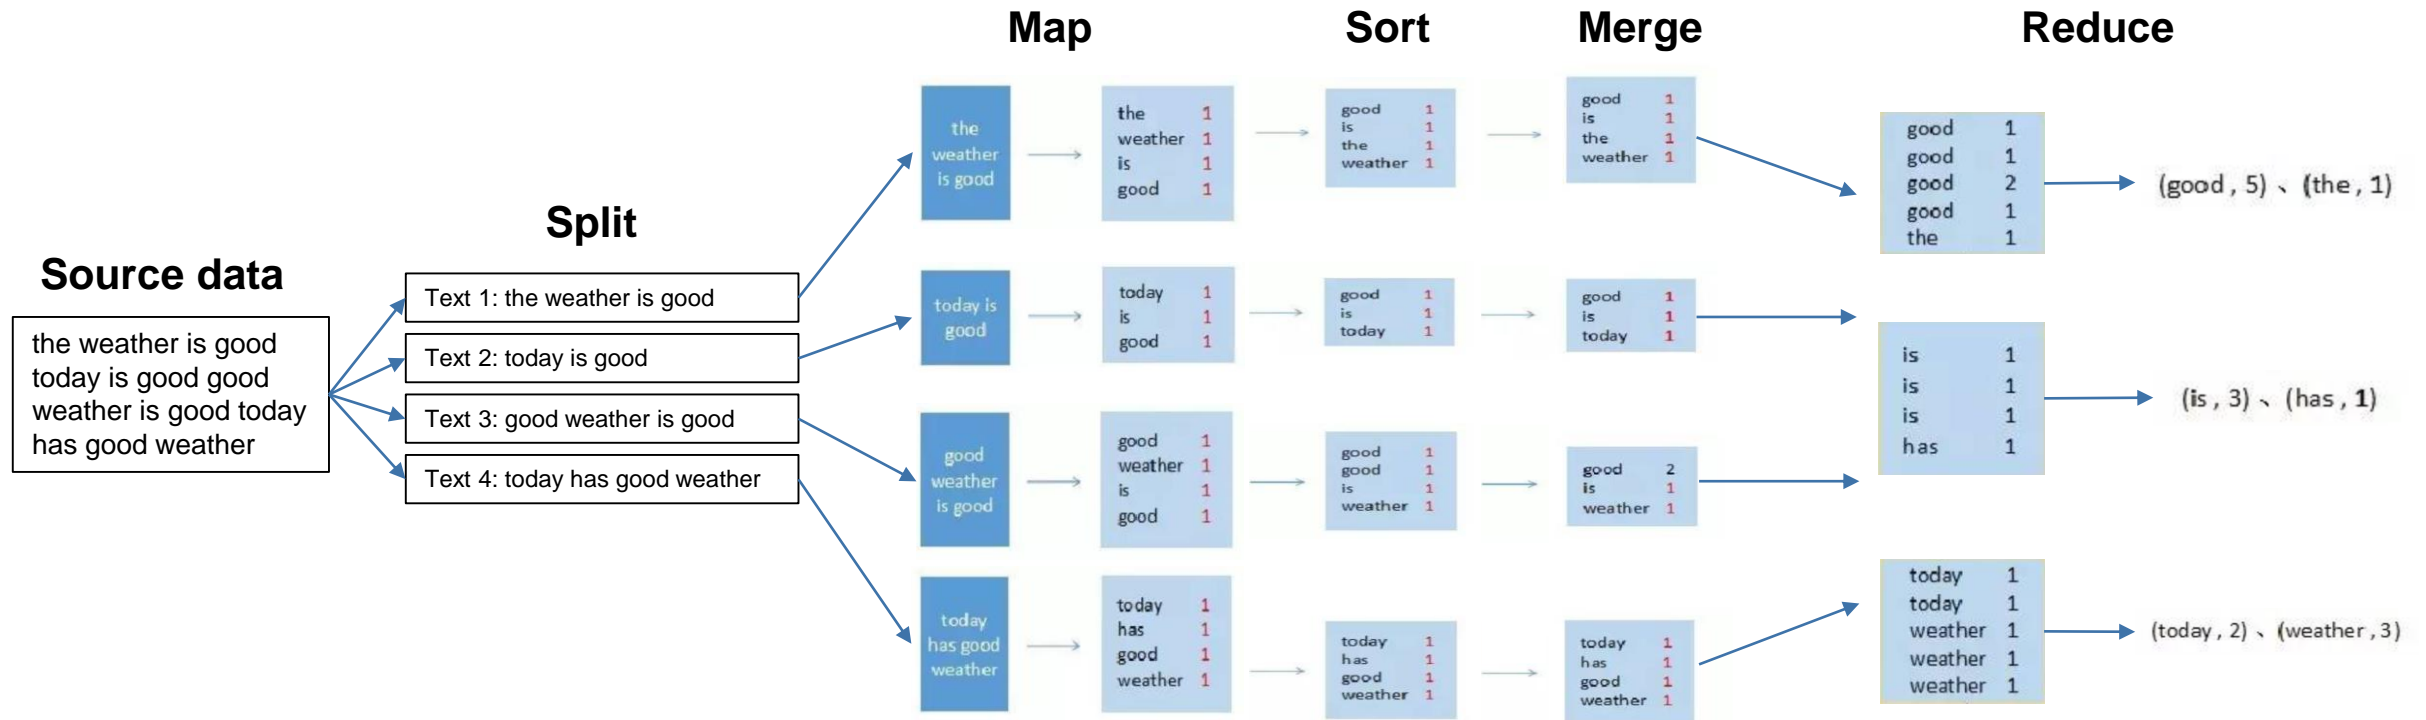 Map
Sort
Merge
Reduce
Split
Source data
the weather is good
today is good good
weather is good today
has good weather
Text 1: the weather is good
Text 2: today is good
Text 3: good weather is good
Text 4: today has good weather
the
weather
is good
the 1
weather 1
is 1
good 1
good 1
is 1
the 1
weather 1
good 1
is 1
the 1
weather 1
today is
good
today 1
is 1
good 1
good 1
is 1
today 1
good 1
is 1
today 1
good
weather
is good
good 1
weather 1
is 1
good 1
good 1
good 1
is 1
weather 1
good 2
is 1
weather 1
today
has good
weather
today 1
has 1
good 1
weather 1
today 1
has 1
good 1
weather 1
today 1
has 1
good 1
weather 1
good 1
good 1
good 2
good 1
the 1
(good , 5) 、 (the , 1)
is 1
is 1
is 1
has 1
(is , 3) 、 (has , 1)
today 1
today 1
weather 1
weather 1
weather 1
(today , 2) 、 (weather , 3)